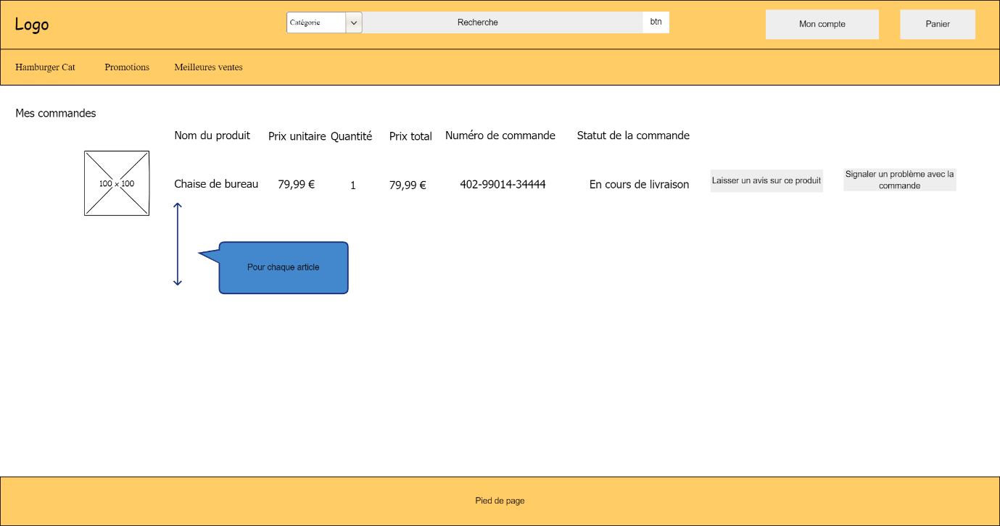 Logo
Catégorie
Recherche
btn
Mon compte
Panier
Hamburger Cat
Promotions
Meilleures ventes
Mes commandes
Nom du produit
Prix unitaire
Quantité
Prix total
Numéro de commande
Statut de la commande
100 x 100
Chaise de bureau
79,99 €
1
79,99 €
402-99014-34444
En cours de livraison
Laisser un avis sur ce produit
Signaler un problème avec la
commande
Pour chaque article
Pied de page